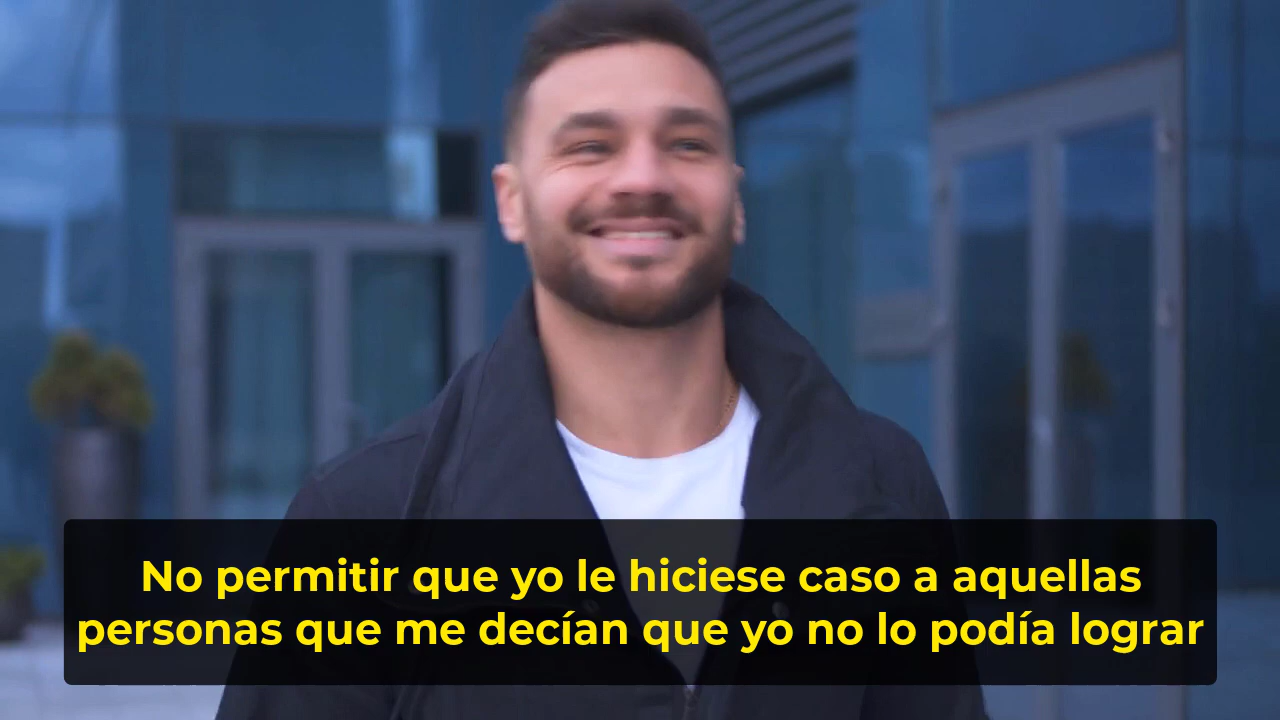 No permitir que yo le hiciese caso a aquellas
personas que me decían que yo no lo podía lograr